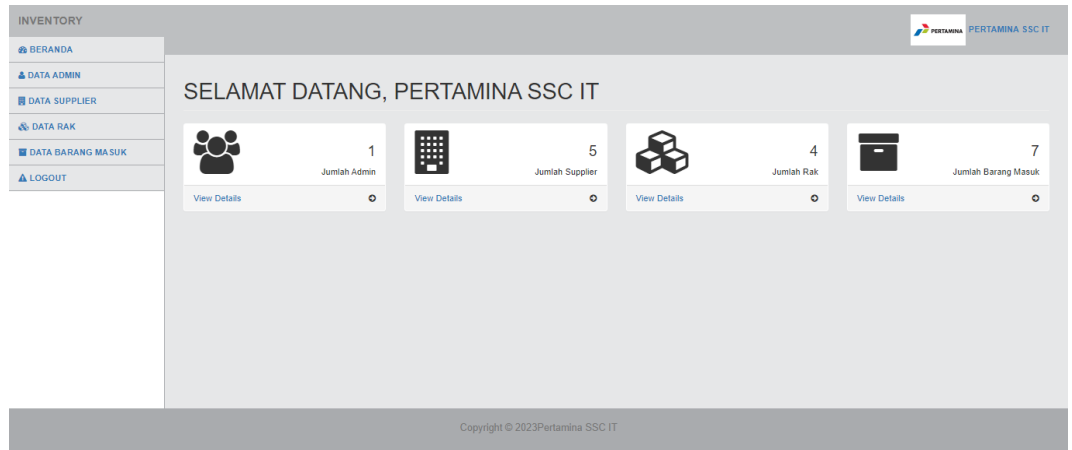 INVENTORY
PERTAMINA
PERTAMINA SSC IT
BERANDA
DATA ADMIN
DATA SUPPLIER
DATA RAK
DATA BARANG MASUK
LOGOUT
SELAMAT DATANG, PERTAMINA SSC IT
1
Jumlah Admin
View Details
5
Jumlah Supplier
View Details
4
Jumlah Rak
View Details
7
Jumlah Barang Masuk
View Details
Copyright © 2023Pertamina SSC IT